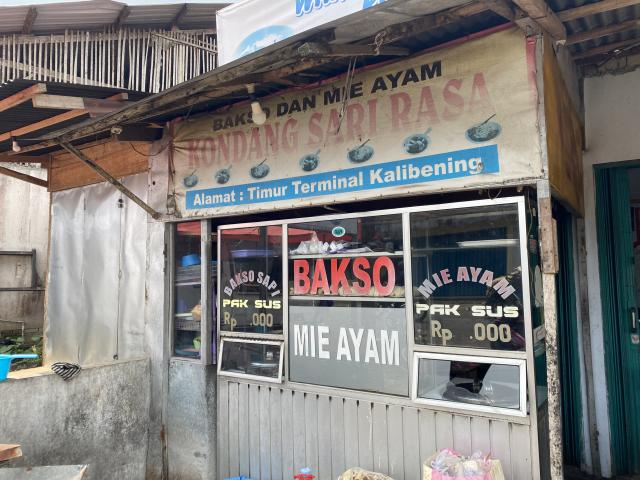 BAKSO DAN MIE AYAM
KONDANG SARI RASA
Alamat : Timur Terminal Kalibening
BAKSO SAPI
PAK SUS
Rp .000
BAKSO
MIE AYAM
MIE AYAM
PAK SUS
Rp .000